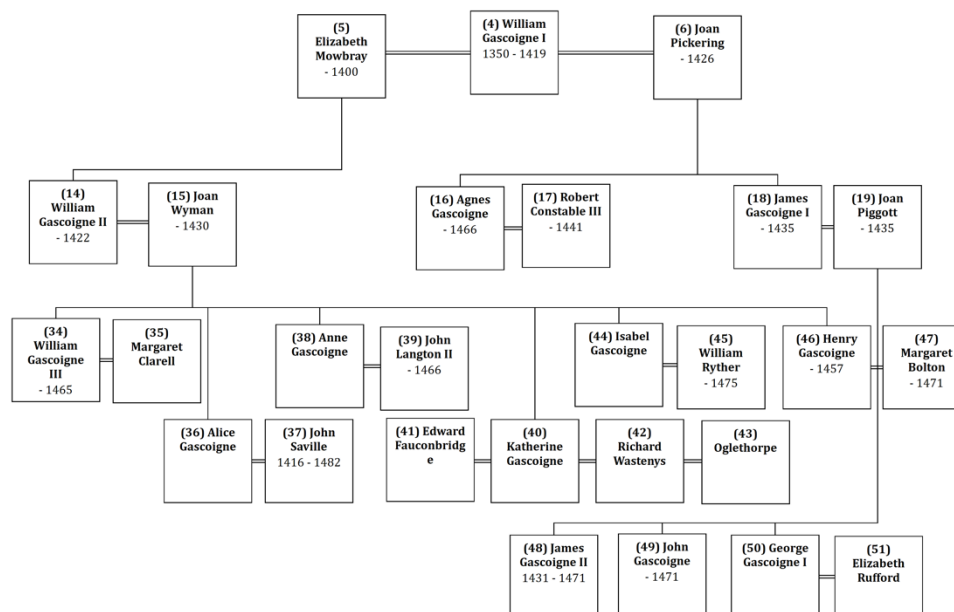 (5)
Elizabeth
Mowbray
- 1400
(4) William
Gascoigne I
1350 - 1419
(6) Joan
Pickering
- 1426
(14)
William
Gascoigne II
- 1422
(15) Joan
Wyman
- 1430
(16) Agnes
Gascoigne
- 1466
(17) Robert
Constable III
- 1441
(18) James
Gascoigne I
- 1435
(19) Joan
Piggott
- 1435
(34)
William
Gascoigne
III
- 1465
(35)
Margaret
Clarell
(38) Anne
Gascoigne
(39) John
Langton II
- 1466
(44) Isabel
Gascoigne
(45)
William
Ryther
- 1475
(46) Henry
Gascoigne
- 1457
(47)
Margaret
Bolton
- 1471
(36) Alice
Gascoigne
(37) John
Saville
1416 - 1482
(41) Edward
Fauconbridg
e
(40)
Katherine
Gascoigne
(42)
Richard
Wastenys
(43)
Oglethorpe
(48) James
Gascoigne II
1431 - 1471
(49) John
Gascoigne
- 1471
(50) George
Gascoigne I
(51)
Elizabeth
Rufford